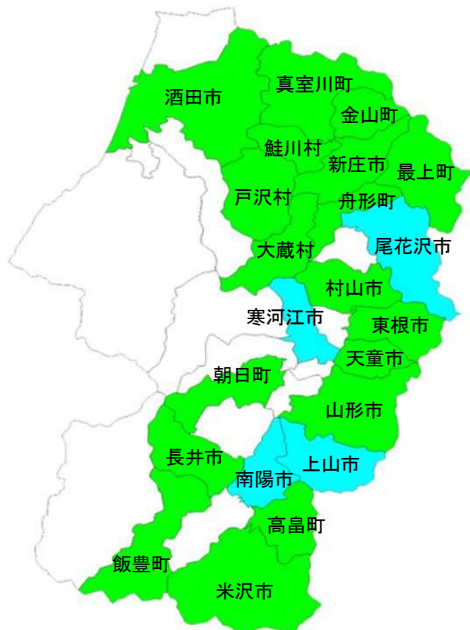 酒田市
真室川町
金山町
鮭川村
新庄市
最上町
戸沢村
舟形町
大蔵村
尾花沢市
村山市
寒河江市
東根市
天童市
朝日町
山形市
長井市
南陽市
上山市
高畠町
飯豊町
米沢市